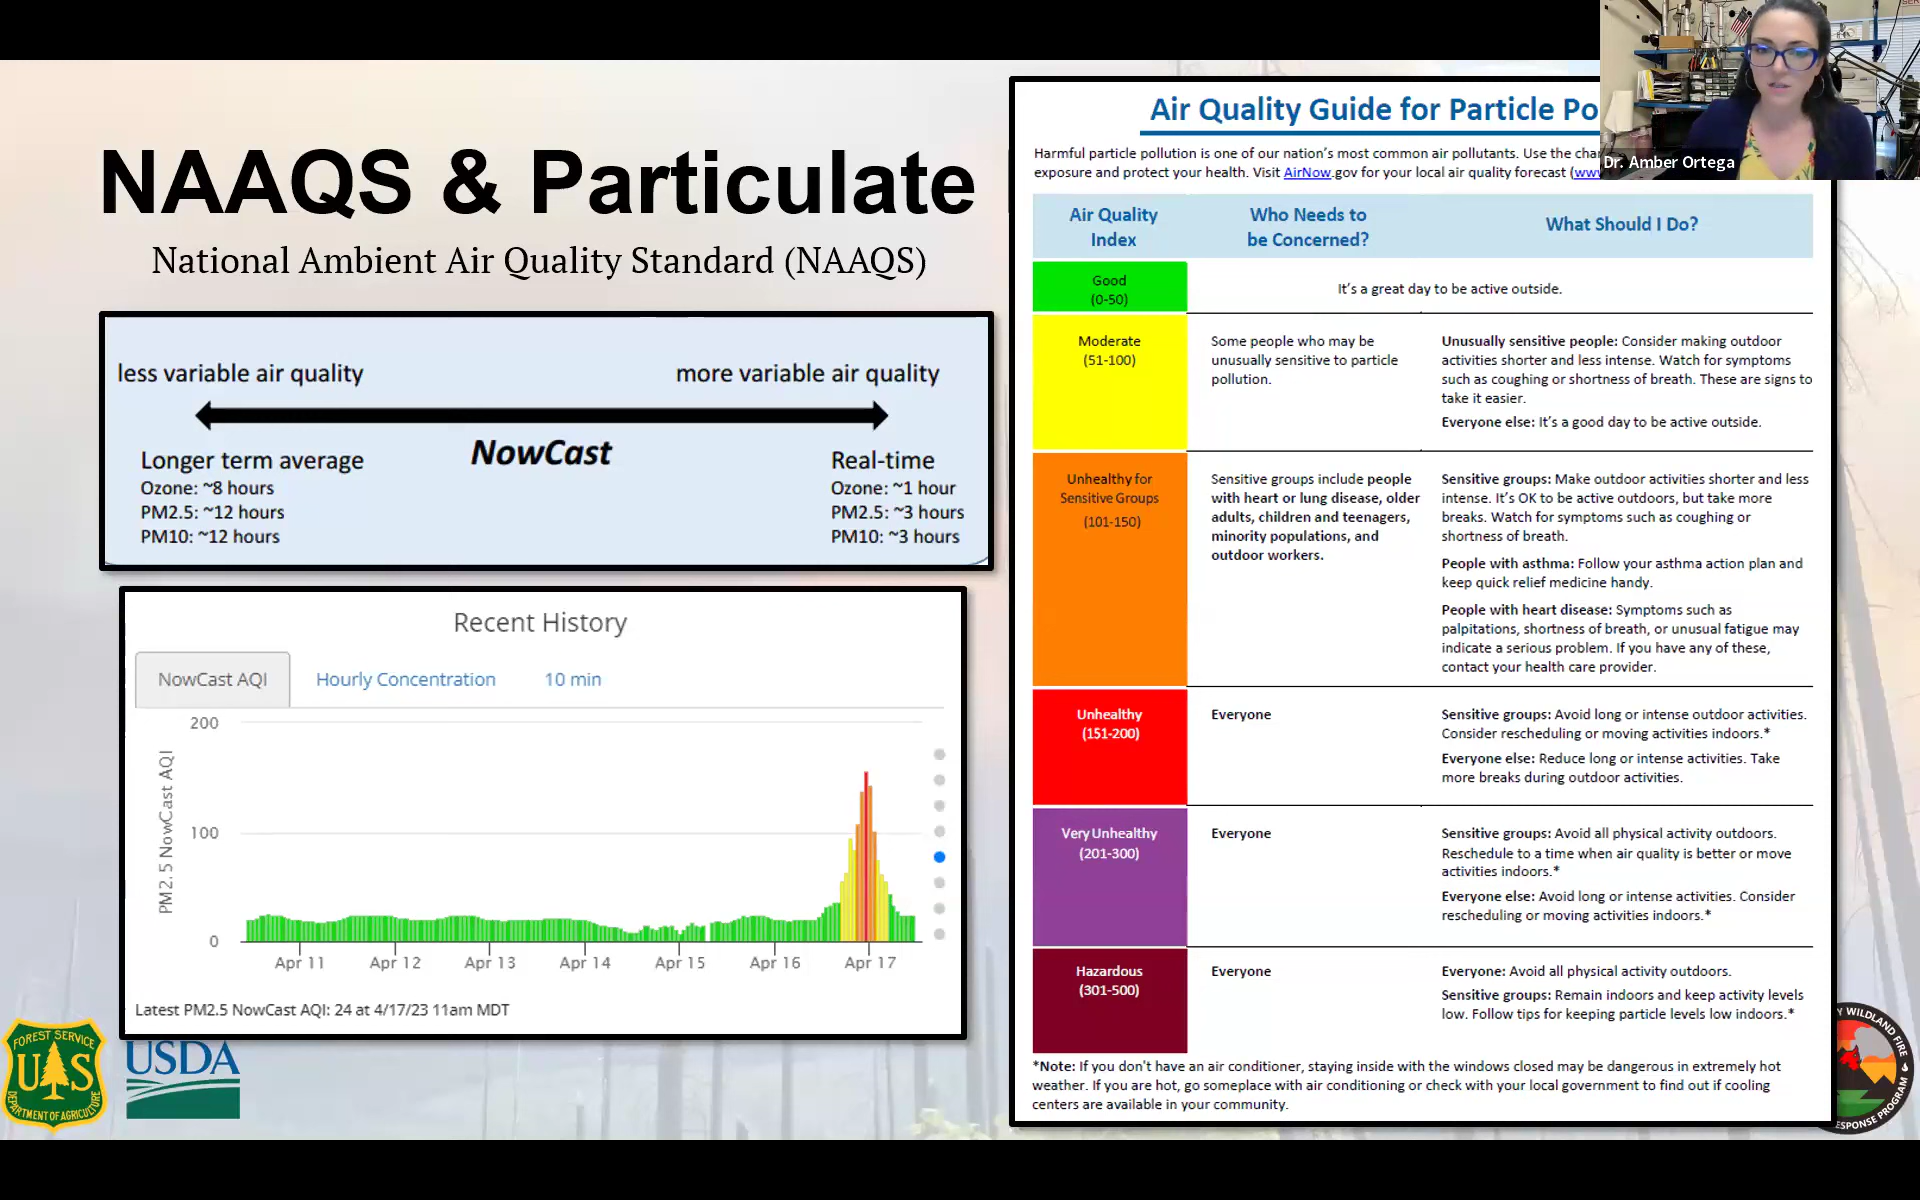 NAAQS & Particulate
National Ambient Air Quality Standard (NAAQS)
less variable air quality
more variable air quality
NowCast
Longer term average
Ozone: ~8 hours
PM2.5: ~12 hours
PM10: ~12 hours
Real-time
Ozone: ~1 hour
PM2.5: ~3 hours
PM10: ~3 hours
Recent History
NowCast AQI
Hourly Concentration
10 min
PM2.5 NowCast AQI
200
100
0
Apr 11
Apr 12
Apr 13
Apr 14
Apr 15
Apr 16
Apr 17
Latest PM2.5 NowCast AQI: 24 at 4/17/23 11am MDT
FOREST SERVICE
U S
DEPARTMENT OF AGRICULTURE
USDA
Air Quality Guide for Particle Po
Harmful particle pollution is one of our nation's most common air pollutants. Use the cha
exposure and protect your health. Visit AirNow.gov for your local air quality forecast (ww
Dr. Amber Ortega
Air Quality
Index
Who Needs to
be Concerned?
What Should I Do?
Good
(0-50)
It's a great day to be active outside.
Moderate
(51-100)
Some people who may be
unusually sensitive to particle
pollution.
Unusually sensitive people: Consider making outdoor
activities shorter and less intense. Watch for symptoms
such as coughing or shortness of breath. These are signs to
take it easier.
Everyone else: It's a good day to be active outside.
Unhealthy for
Sensitive Groups
(101-150)
Sensitive groups include people
with heart or lung disease, older
adults, children and teenagers,
minority populations, and
outdoor workers.
Sensitive groups: Make outdoor activities shorter and less
intense. It's OK to be active outdoors, but take more
breaks. Watch for symptoms such as coughing or
shortness of breath.
People with asthma: Follow your asthma action plan and
keep quick relief medicine handy.
People with heart disease: Symptoms such as
palpitations, shortness of breath, or unusual fatigue may
indicate a serious problem. If you have any of these,
contact your health care provider.
Unhealthy
(151-200)
Everyone
Sensitive groups: Avoid long or intense outdoor activities.
Consider rescheduling or moving activities indoors.*
Everyone else: Reduce long or intense activities. Take
more breaks during outdoor activities.
Very Unhealthy
(201-300)
Everyone
Sensitive groups: Avoid all physical activity outdoors.
Reschedule to a time when air quality is better or move
activities indoors.*
Everyone else: Avoid long or intense activities. Consider
rescheduling or moving activities indoors.*
Hazardous
(301-500)
Everyone
Everyone: Avoid all physical activity outdoors.
Sensitive groups: Remain indoors and keep activity levels
low. Follow tips for keeping particle levels low indoors.*
*Note: If you don't have an air conditioner, staying inside with the windows closed may be dangerous in extremely hot
weather. If you are hot, go someplace with air conditioning or check with your local government to find out if cooling
centers are available in your community.
Y WILDLAND FIRE
ESPONSE PROGRAM